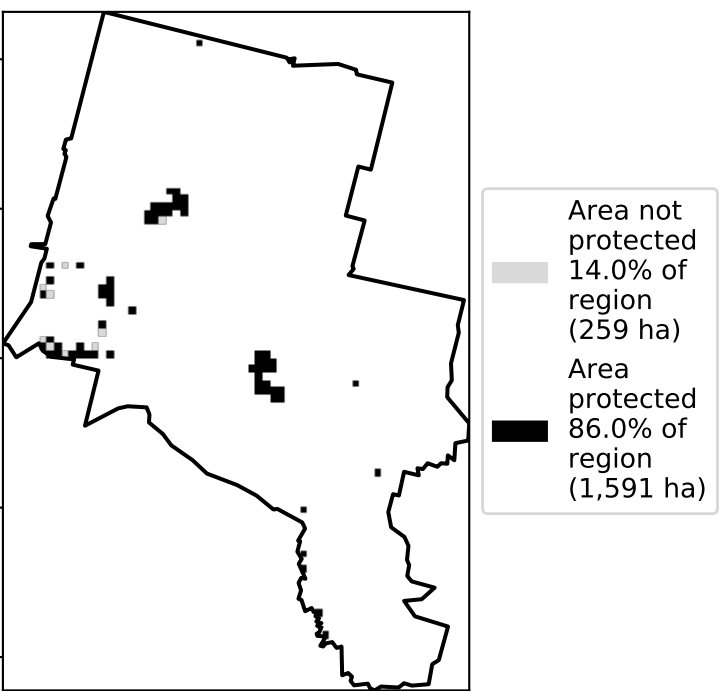 Area not
protected
14.0% of
region
(259 ha)
Area
protected
86.0% of
region
(1,591 ha)